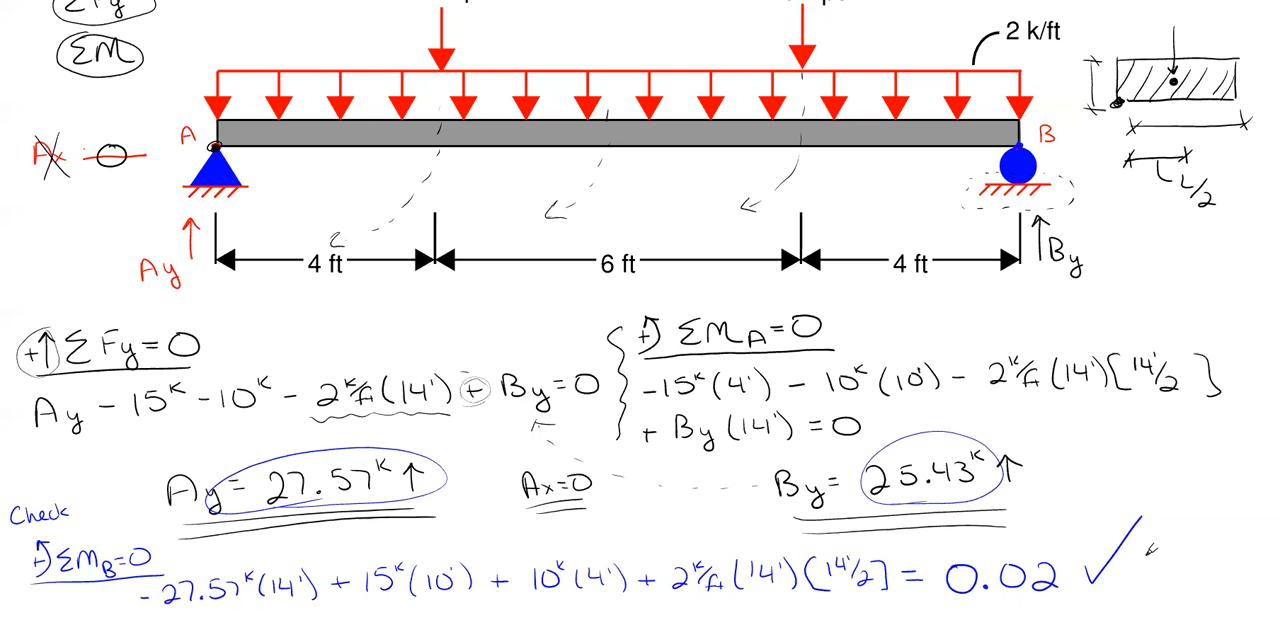 ΣFy
ΣM
2 k/ft
A
B
Ax
0
L/2
Ay
4 ft
6 ft
4 ft
By
+↑ ΣFy = 0
Ay - 15ᴷ - 10ᴷ - 2ᴷ/ft (14') + By = 0
+↺ ΣM_A = 0
-15ᴷ(4') - 10ᴷ(10') - 2ᴷ/ft (14')[14'/2]
+ By (14') = 0
Ay = 27.57ᴷ ↑
Ax = 0
By = 25.43ᴷ ↑
Check
+↺ ΣM_B = 0
-27.57ᴷ(14') + 15ᴷ(10') + 10ᴷ(4') + 2ᴷ/ft (14')[14'/2] = 0.02 ✓